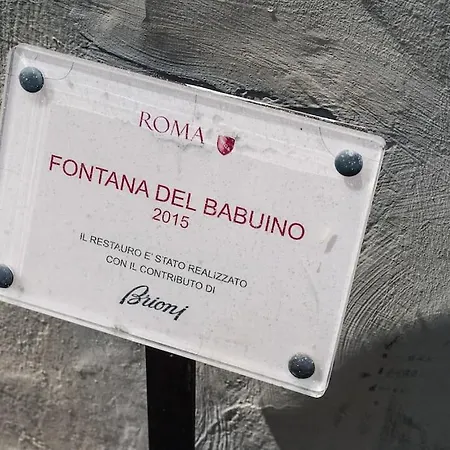 ROMA
FONTANA DEL BABUINO
2015
IL RESTAURO E' STATO REALIZZATO
CON IL CONTRIBUTO DI
Brioni